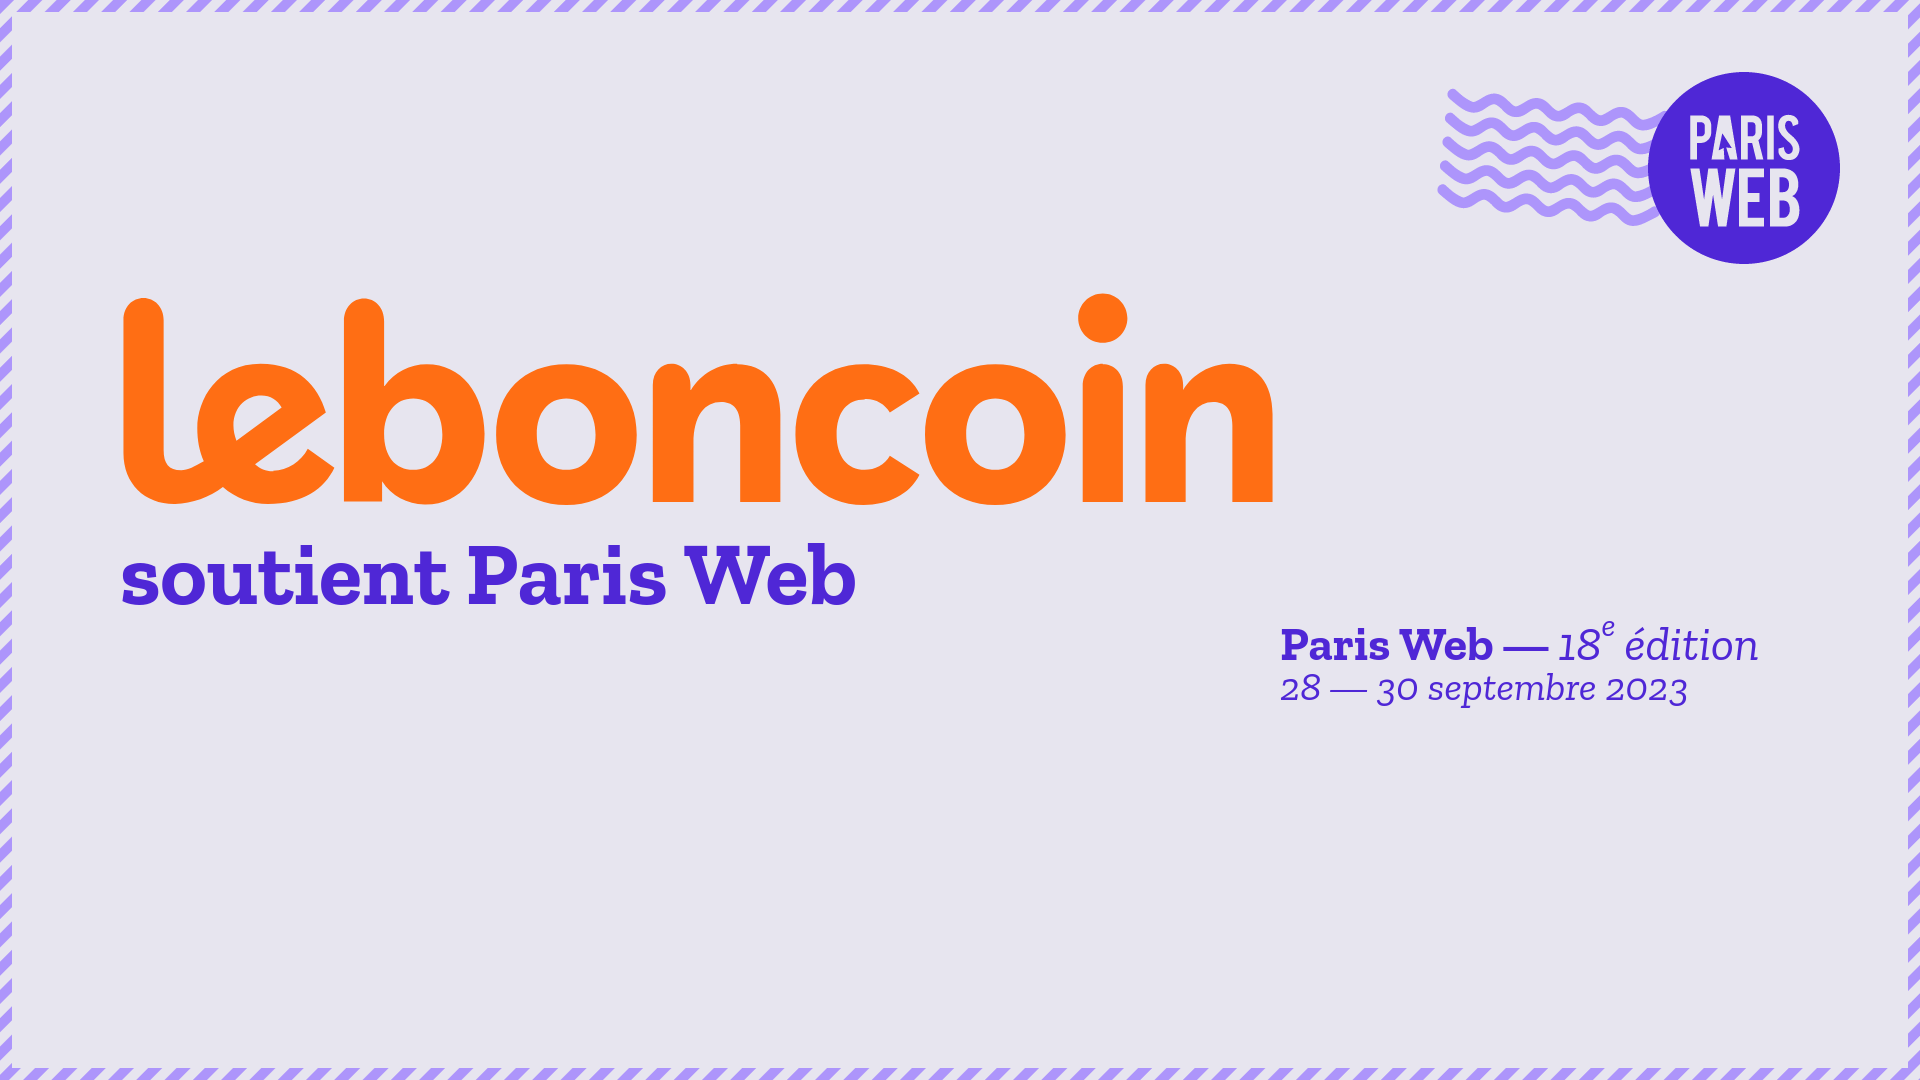 PARIS
WEB
leboncoin
soutient Paris Web
Paris Web — 18e édition
28 — 30 septembre 2023